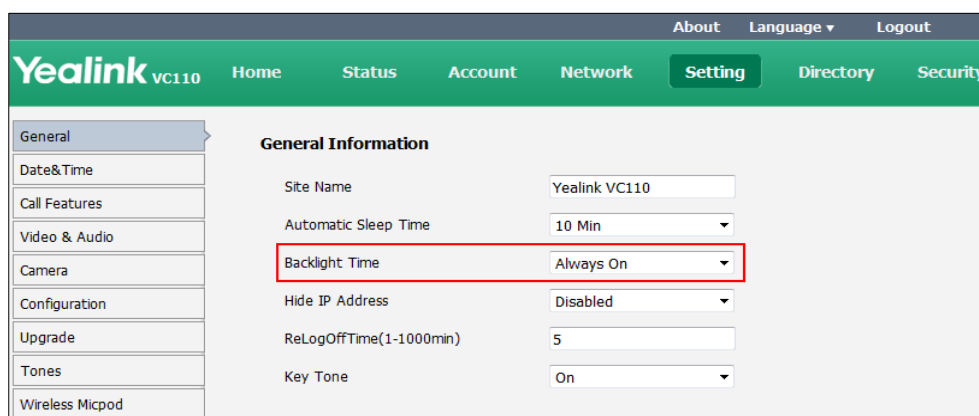 About Language ▾ Logout
Yealink VC110 Home Status Account Network Setting Directory Security
General
Date&Time
Call Features
Video & Audio
Camera
Configuration
Upgrade
Tones
Wireless Micpod
General Information
Site Name Yealink VC110
Automatic Sleep Time 10 Min
Backlight Time Always On
Hide IP Address Disabled
ReLogOffTime(1-1000min) 5
Key Tone On